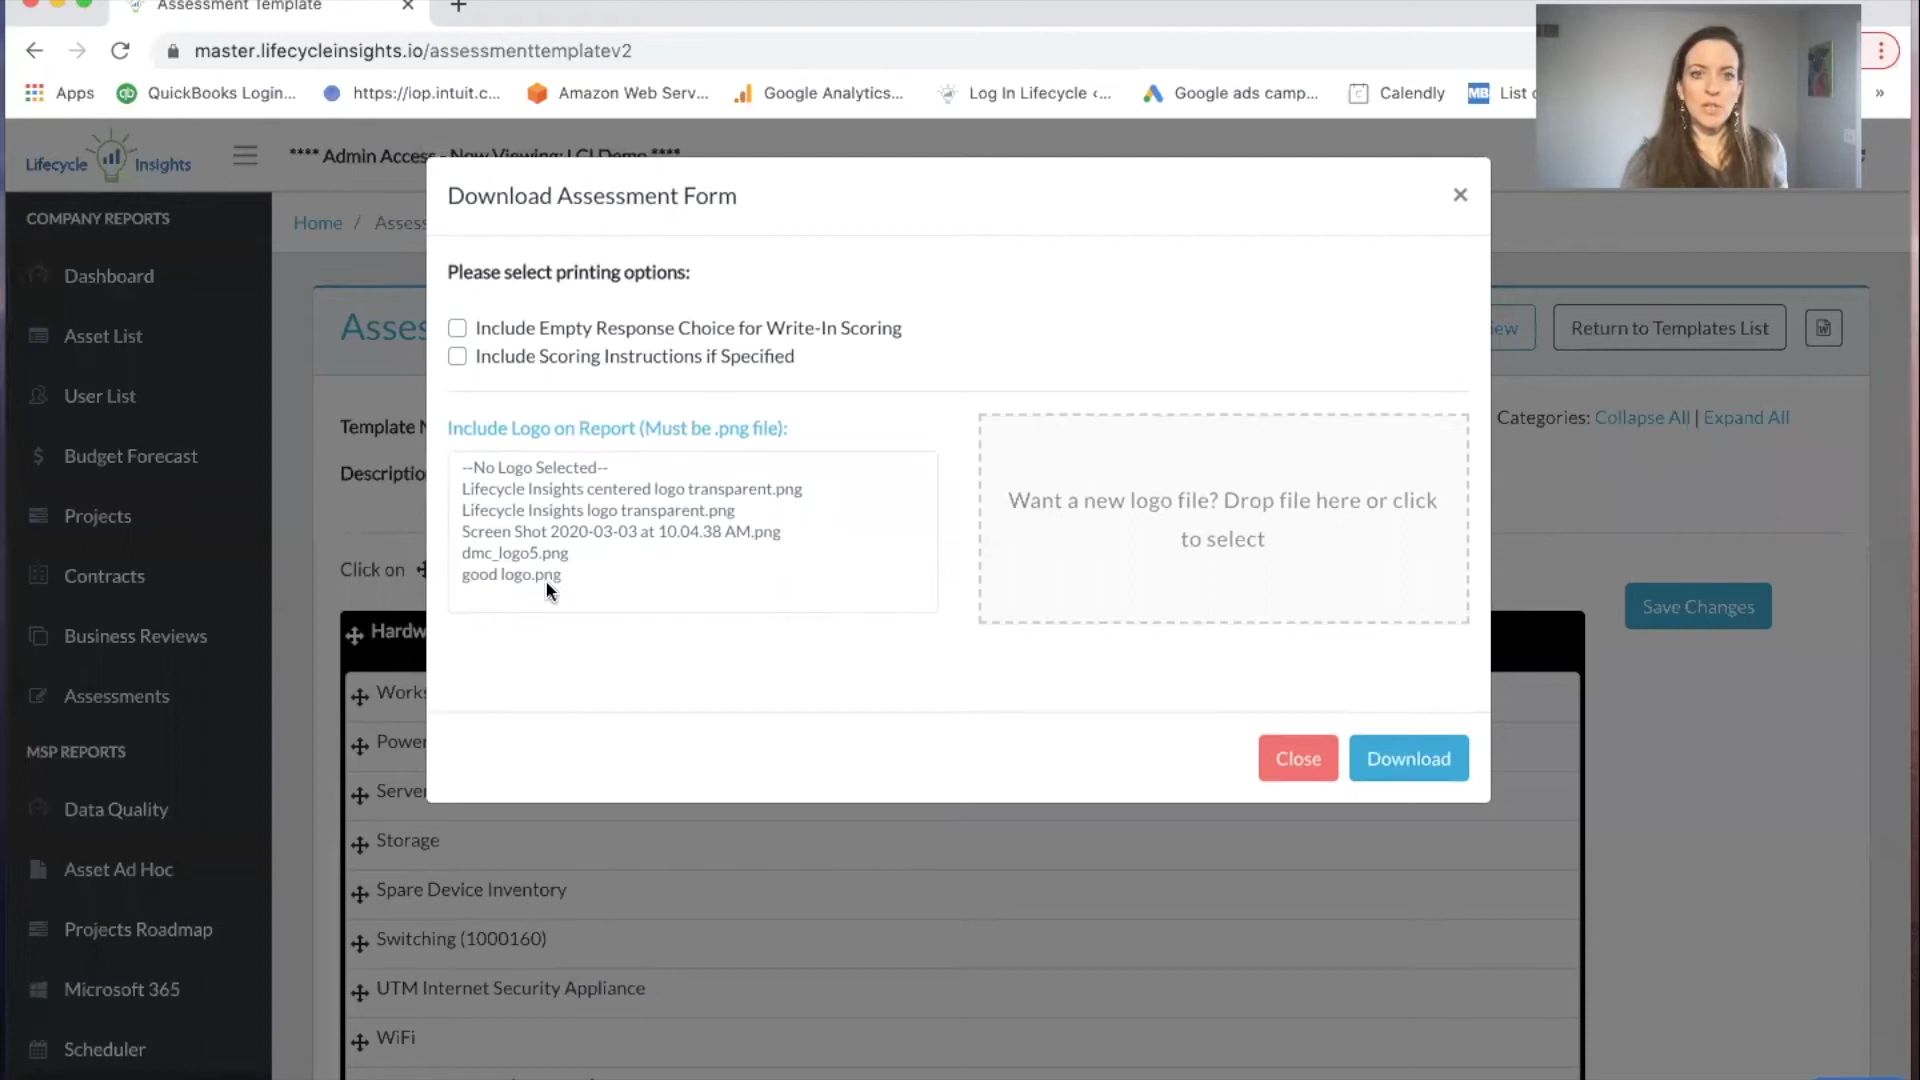 Assessment Template
master.lifecycleinsights.io/assessmenttemplatev2
Apps
QuickBooks Login...
https://iop.intuit.c...
Amazon Web Serv...
Google Analytics...
Log In Lifecycle ‹...
Google ads camp...
Calendly
MB List
»
Lifecycle Insights
**** Admin Access - Now Viewing: LCI Demo ****
COMPANY REPORTS
Dashboard
Asset List
User List
Budget Forecast
Projects
Contracts
Business Reviews
Assessments
MSP REPORTS
Data Quality
Asset Ad Hoc
Projects Roadmap
Microsoft 365
Scheduler
Home / Assess
Asses
Return to Templates List
Template
Categories: Collapse All | Expand All
Click on
Save Changes
Download Assessment Form
×
Please select printing options:
Include Empty Response Choice for Write-In Scoring
Include Scoring Instructions if Specified
Include Logo on Report (Must be .png file):
--No Logo Selected--
Lifecycle Insights centered logo transparent.png
Lifecycle Insights logo transparent.png
Screen Shot 2020-03-03 at 10.04.38 AM.png
dmc_logo5.png
good logo.png
Want a new logo file? Drop file here or click
to select
Close
Download
Hardw
Works
Power
Server
Storage
Spare Device Inventory
Switching (1000160)
UTM Internet Security Appliance
WiFi